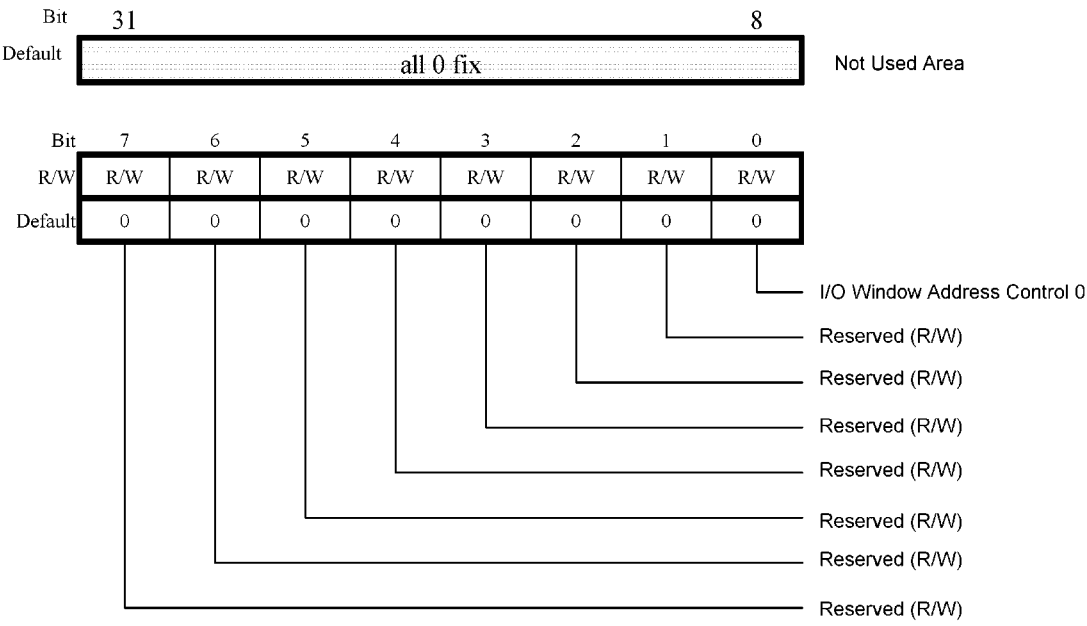 Bit 31 8
Default all 0 fix Not Used Area
Bit 7 6 5 4 3 2 1 0
R/W R/W R/W R/W R/W R/W R/W R/W R/W
Default 0 0 0 0 0 0 0 0
I/O Window Address Control 0
Reserved (R/W)
Reserved (R/W)
Reserved (R/W)
Reserved (R/W)
Reserved (R/W)
Reserved (R/W)
Reserved (R/W)